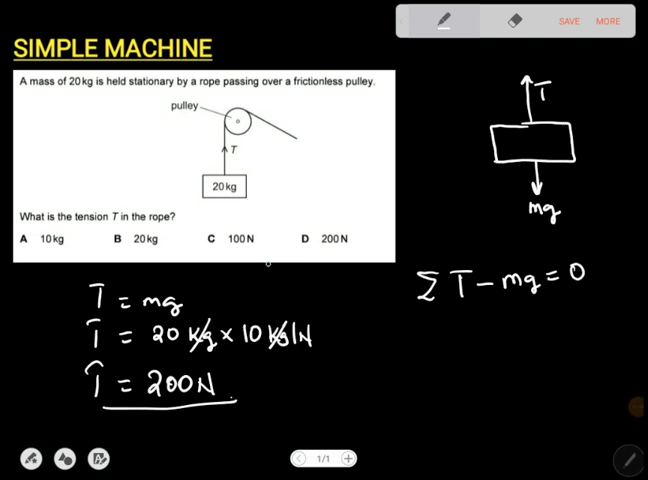 SAVE MORE
SIMPLE MACHINE
A mass of 20 kg is held stationary by a rope passing over a frictionless pulley.
pulley
T
20 kg
What is the tension T in the rope?
A 10 kg B 20 kg C 100 N D 200 N
T
mg
Σ T - mg = 0
T = mg
T = 20 kg × 10 kg/N
T = 200N
1/1